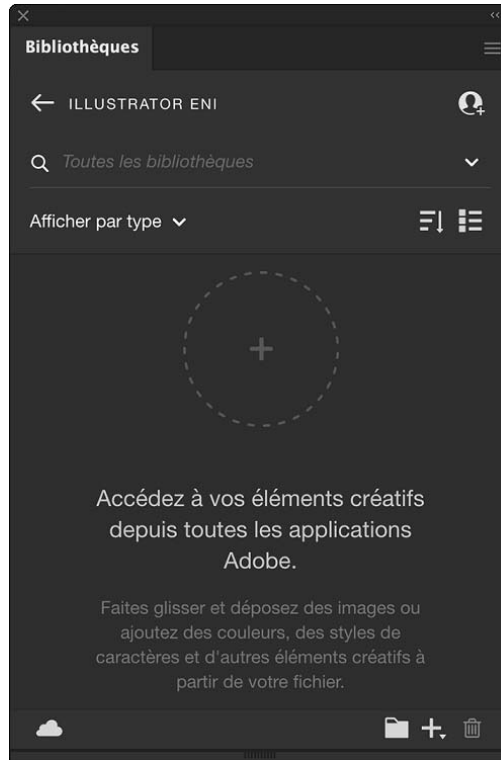 Bibliothèques
ILLUSTRATOR ENI
Toutes les bibliothèques
Afficher par type
Accédez à vos éléments créatifs
depuis toutes les applications
Adobe.
Faites glisser et déposez des images ou
ajoutez des couleurs, des styles de
caractères et d'autres éléments créatifs à
partir de votre fichier.